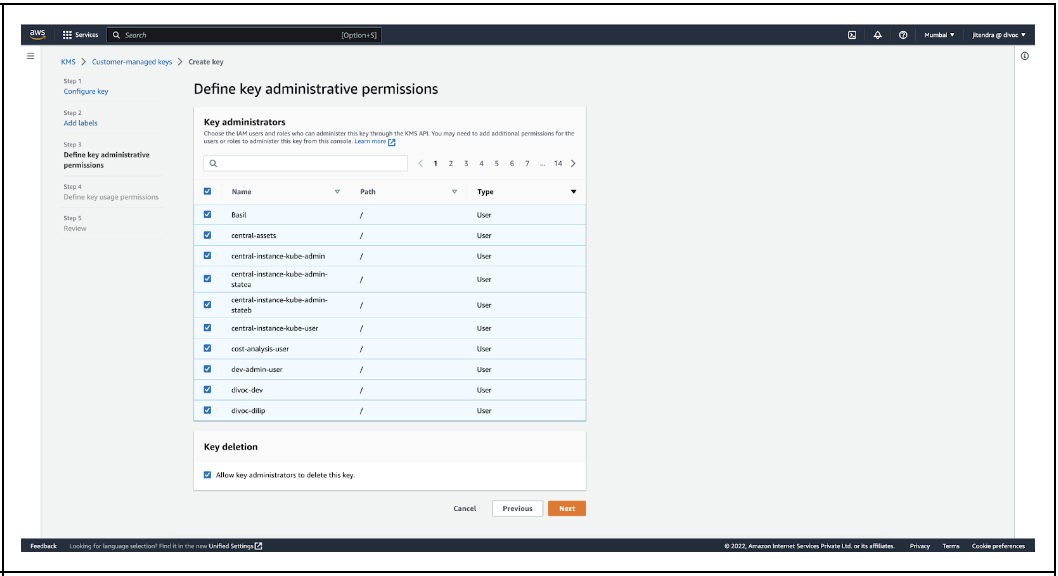 aws Services Search [Option+S] Mumbai ▼ jitendra @ divoc ▼
KMS > Customer-managed keys > Create key
Step 1
Configure key
Step 2
Add labels
Step 3
Define key administrative
permissions
Step 4
Define key usage permissions
Step 5
Review
Define key administrative permissions
Key administrators
Choose the IAM users and roles who can administer this key through the KMS API. You may need to add additional permissions for the
users or roles to administer this key from this console. Learn more
< 1 2 3 4 5 6 7 ... 14 >
Name Path Type
Basil / User
central-assets / User
central-instance-kube-admin / User
central-instance-kube-admin-
statea / User
central-instance-kube-admin-
stateb / User
central-instance-kube-user / User
cost-analysis-user / User
dev-admin-user / User
divoc-dev / User
divoc-dilip / User
Key deletion
Allow key administrators to delete this key.
Cancel Previous Next
Feedback Looking for language selection? Find it in the new Unified Settings © 2022, Amazon Internet Services Private Ltd. or its affiliates. Privacy Terms Cookie preferences